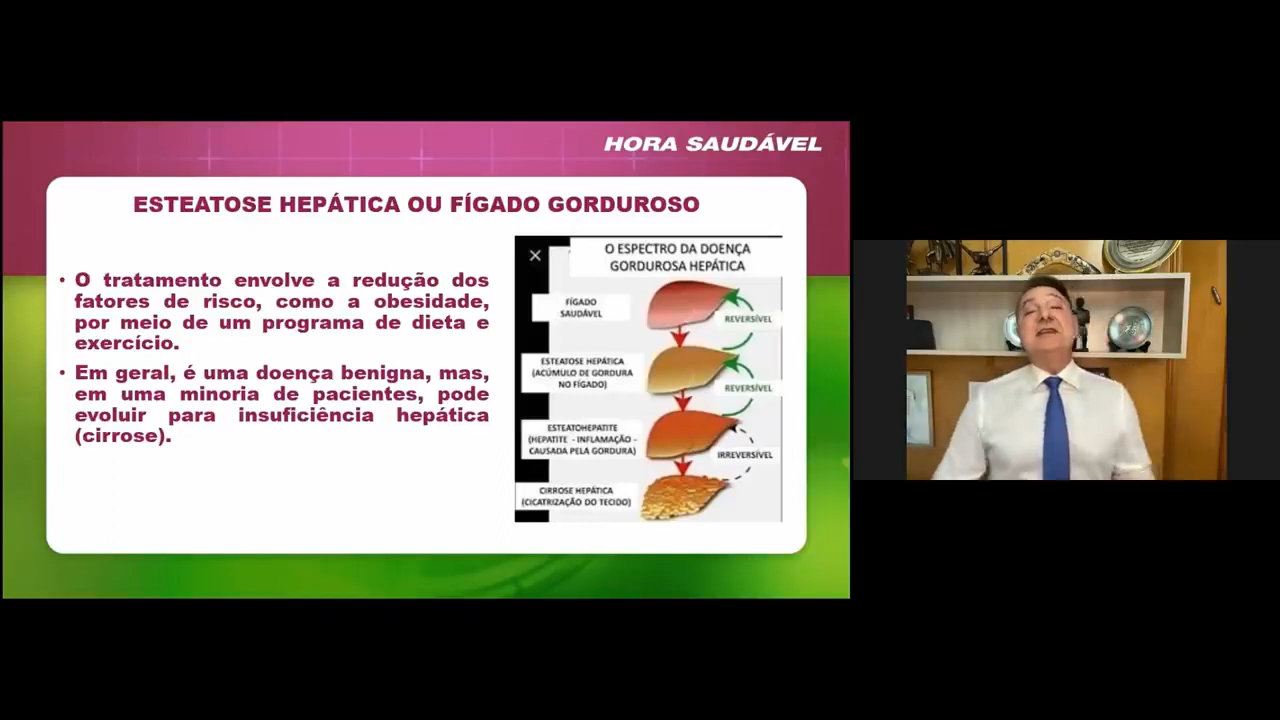 HORA SAUDÁVEL
ESTEATOSE HEPÁTICA OU FÍGADO GORDUROSO
• O tratamento envolve a redução dos
fatores de risco, como a obesidade,
por meio de um programa de dieta e
exercício.
• Em geral, é uma doença benigna, mas,
em uma minoria de pacientes, pode
evoluir para insuficiência hepática
(cirrose).
O ESPECTRO DA DOENÇA
GORDUROSA HEPÁTICA
FÍGADO
SAUDÁVEL
REVERSÍVEL
ESTEATOSE HEPÁTICA
(ACÚMULO DE GORDURA
NO FÍGADO)
REVERSÍVEL
ESTEATOHEPATITE
(HEPATITE - INFLAMAÇÃO -
CAUSADA PELA GORDURA)
IRREVERSÍVEL
CIRROSE HEPÁTICA
(CICATRIZAÇÃO DO TECIDO)